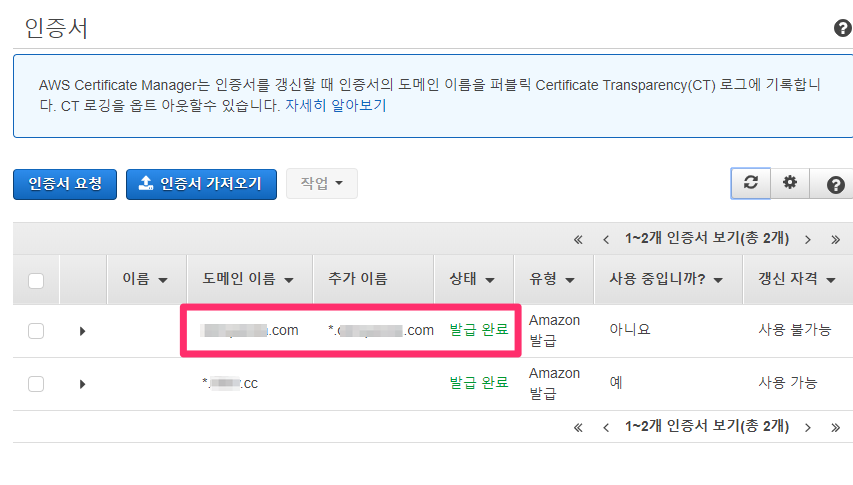 인증서
AWS Certificate Manager는 인증서를 갱신할 때 인증서의 도메인 이름을 퍼블릭 Certificate Transparency(CT) 로그에 기록합니
다. CT 로깅을 옵트 아웃할수 있습니다. 자세히 알아보기
인증서 요청 인증서 가져오기 작업
« ‹ 1~2개 인증서 보기(총 2개) › »
이름 도메인 이름 추가 이름 상태 유형 사용 중입니까? 갱신 자격
.com *. .com 발급 완료 Amazon 발급 아니요 사용 불가능
*. .cc 발급 완료 Amazon 발급 예 사용 가능
« ‹ 1~2개 인증서 보기(총 2개) › »